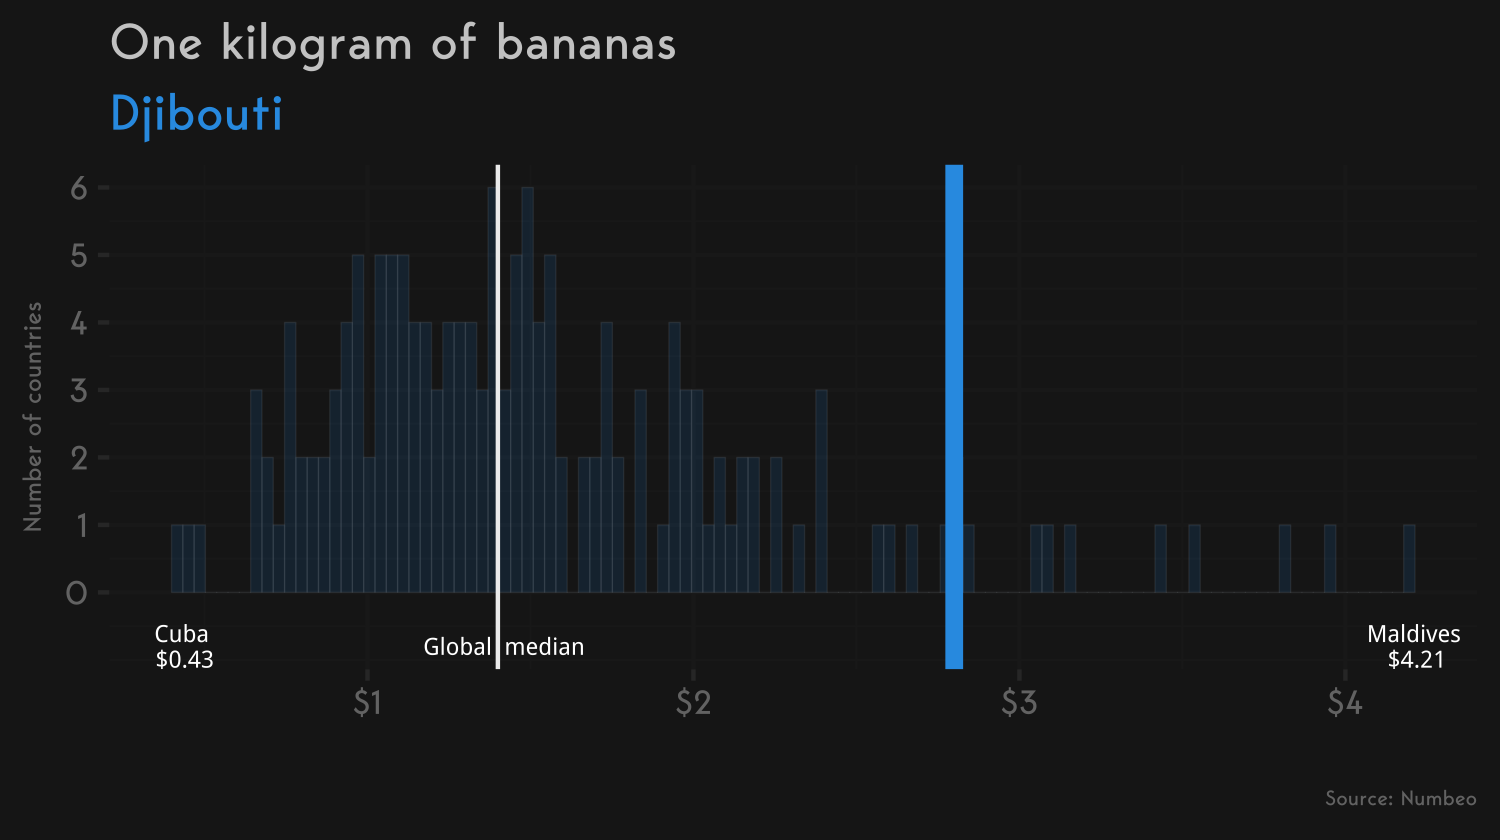 One kilogram of bananas
Djibouti
Number of countries
6
5
4
3
2
1
0
Cuba
$0.43
Global median
Maldives
$4.21
$1 $2 $3 $4
Source: Numbeo